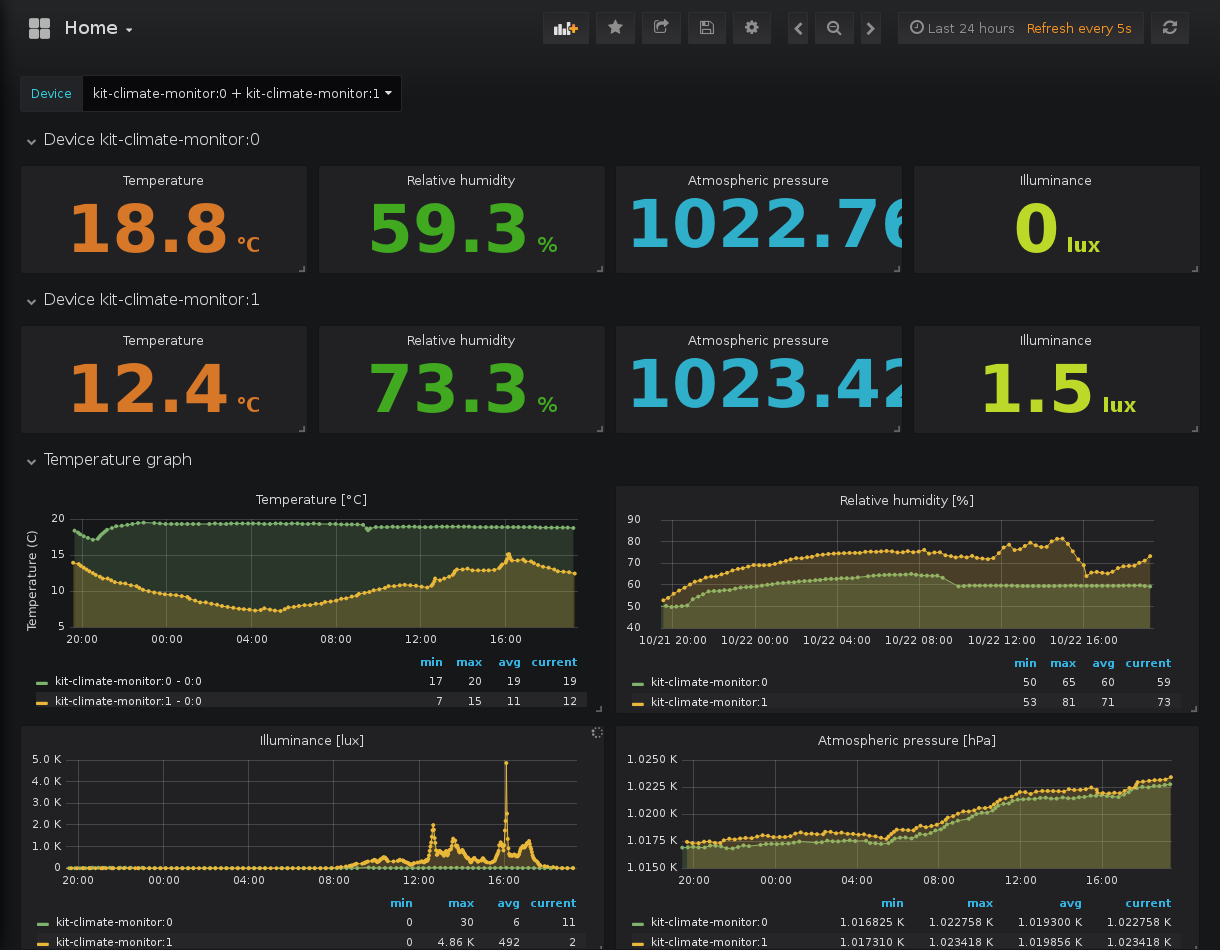 Home
Last 24 hours Refresh every 5s
Device kit-climate-monitor:0 + kit-climate-monitor:1
Device kit-climate-monitor:0
Temperature Relative humidity Atmospheric pressure Illuminance
18.8 °C 59.3 % 1022.76 0 lux
Device kit-climate-monitor:1
Temperature Relative humidity Atmospheric pressure Illuminance
12.4 °C 73.3 % 1023.42 1.5 lux
Temperature graph
Temperature [°C]
Temperature (C)
20
15
10
5
20:00 00:00 04:00 08:00 12:00 16:00
min max avg current
kit-climate-monitor:0 - 0:0 17 20 19 19
kit-climate-monitor:1 - 0:0 7 15 11 12
Relative humidity [%]
90
80
70
60
50
40
10/21 20:00 10/22 00:00 10/22 04:00 10/22 08:00 10/22 12:00 10/22 16:00
min max avg current
kit-climate-monitor:0 50 65 60 59
kit-climate-monitor:1 53 81 71 73
Illuminance [lux]
5.0 K
4.0 K
3.0 K
2.0 K
1.0 K
0
20:00 00:00 04:00 08:00 12:00 16:00
min max avg current
kit-climate-monitor:0 0 30 6 11
kit-climate-monitor:1 0 4.86 K 492 2
Atmospheric pressure [hPa]
1.0250 K
1.0225 K
1.0200 K
1.0175 K
1.0150 K
20:00 00:00 04:00 08:00 12:00 16:00
min max avg current
kit-climate-monitor:0 1.016825 K 1.022758 K 1.019300 K 1.022758 K
kit-climate-monitor:1 1.017310 K 1.023418 K 1.019856 K 1.023418 K